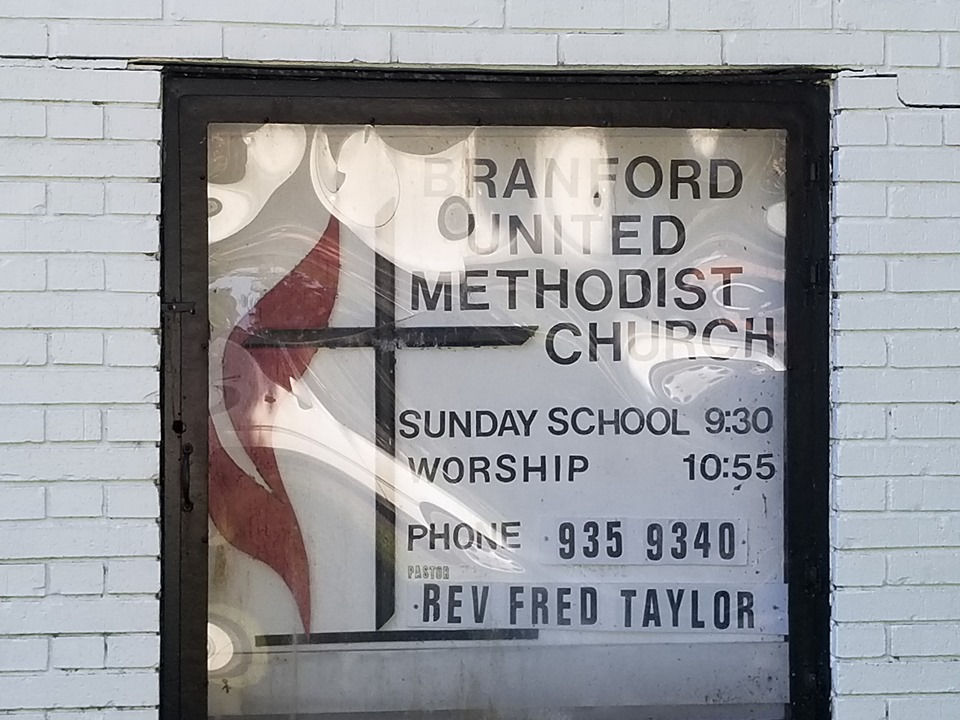 BRANFORD
UNITED
METHODIST
CHURCH
SUNDAY SCHOOL 9:30
WORSHIP 10:55
PHONE 935 9340
PASTOR
REV FRED TAYLOR